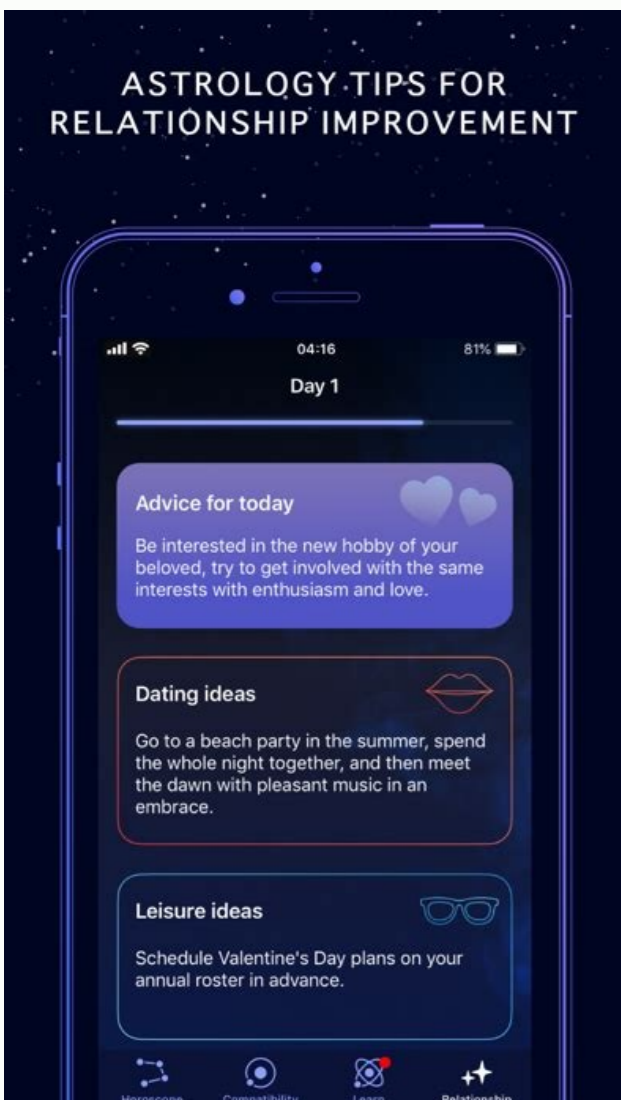 ASTROLOGY TIPS FOR
RELATIONSHIP IMPROVEMENT
04:16
81%
Day 1
Advice for today
Be interested in the new hobby of your
beloved, try to get involved with the same
interests with enthusiasm and love.
Dating ideas
Go to a beach party in the summer, spend
the whole night together, and then meet
the dawn with pleasant music in an
embrace.
Leisure ideas
Schedule Valentine's Day plans on your
annual roster in advance.
Horoscope
Compatibility
Learn
Relationship